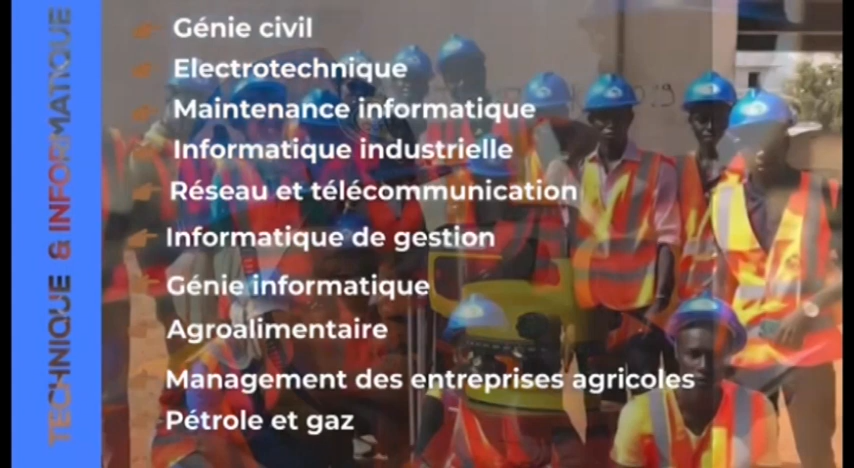 TECHNIQUE & INFORMATIQUE
Génie civil
Electrotechnique
Maintenance informatique
Informatique industrielle
Réseau et télécommunication
Informatique de gestion
Génie informatique
Agroalimentaire
Management des entreprises agricoles
Pétrole et gaz